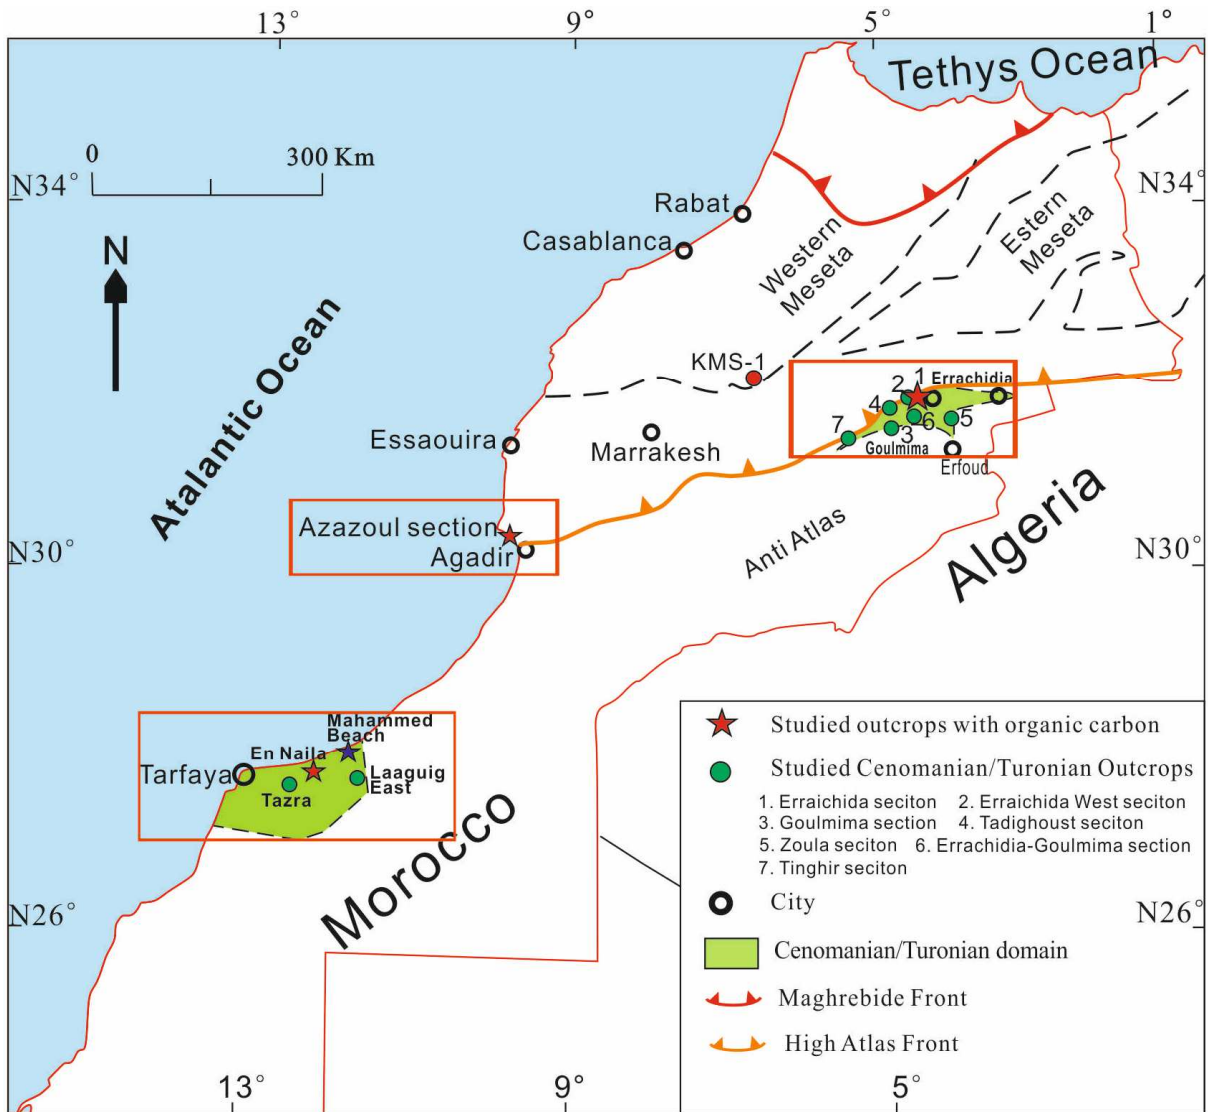 13° 9° 5° 1°
Tethys Ocean
0 300 Km
N34° N34°
N
Rabat
Casablanca
Western
Meseta
Estern
Meseta
Atalantic Ocean
KMS-1
1
2
Errachidia
4
7
3
6
5
Goulmima
Erfoud
Essaouira
Marrakesh
Azazoul section
Agadir
Anti Atlas
Algeria
N30° N30°
Mahammed
Beach
En Naila
Tarfaya
Tazra
Laaguig
East
Morocco
N26° N26°
Studied outcrops with organic carbon
Studied Cenomanian/Turonian Outcrops
1. Erraichida seciton 2. Erraichida West seciton
3. Goulmima section 4. Tadighoust seciton
5. Zoula seciton 6. Errachidia-Goulmima section
7. Tinghir seciton
City
Cenomanian/Turonian domain
Maghrebide Front
High Atlas Front
13° 9° 5°